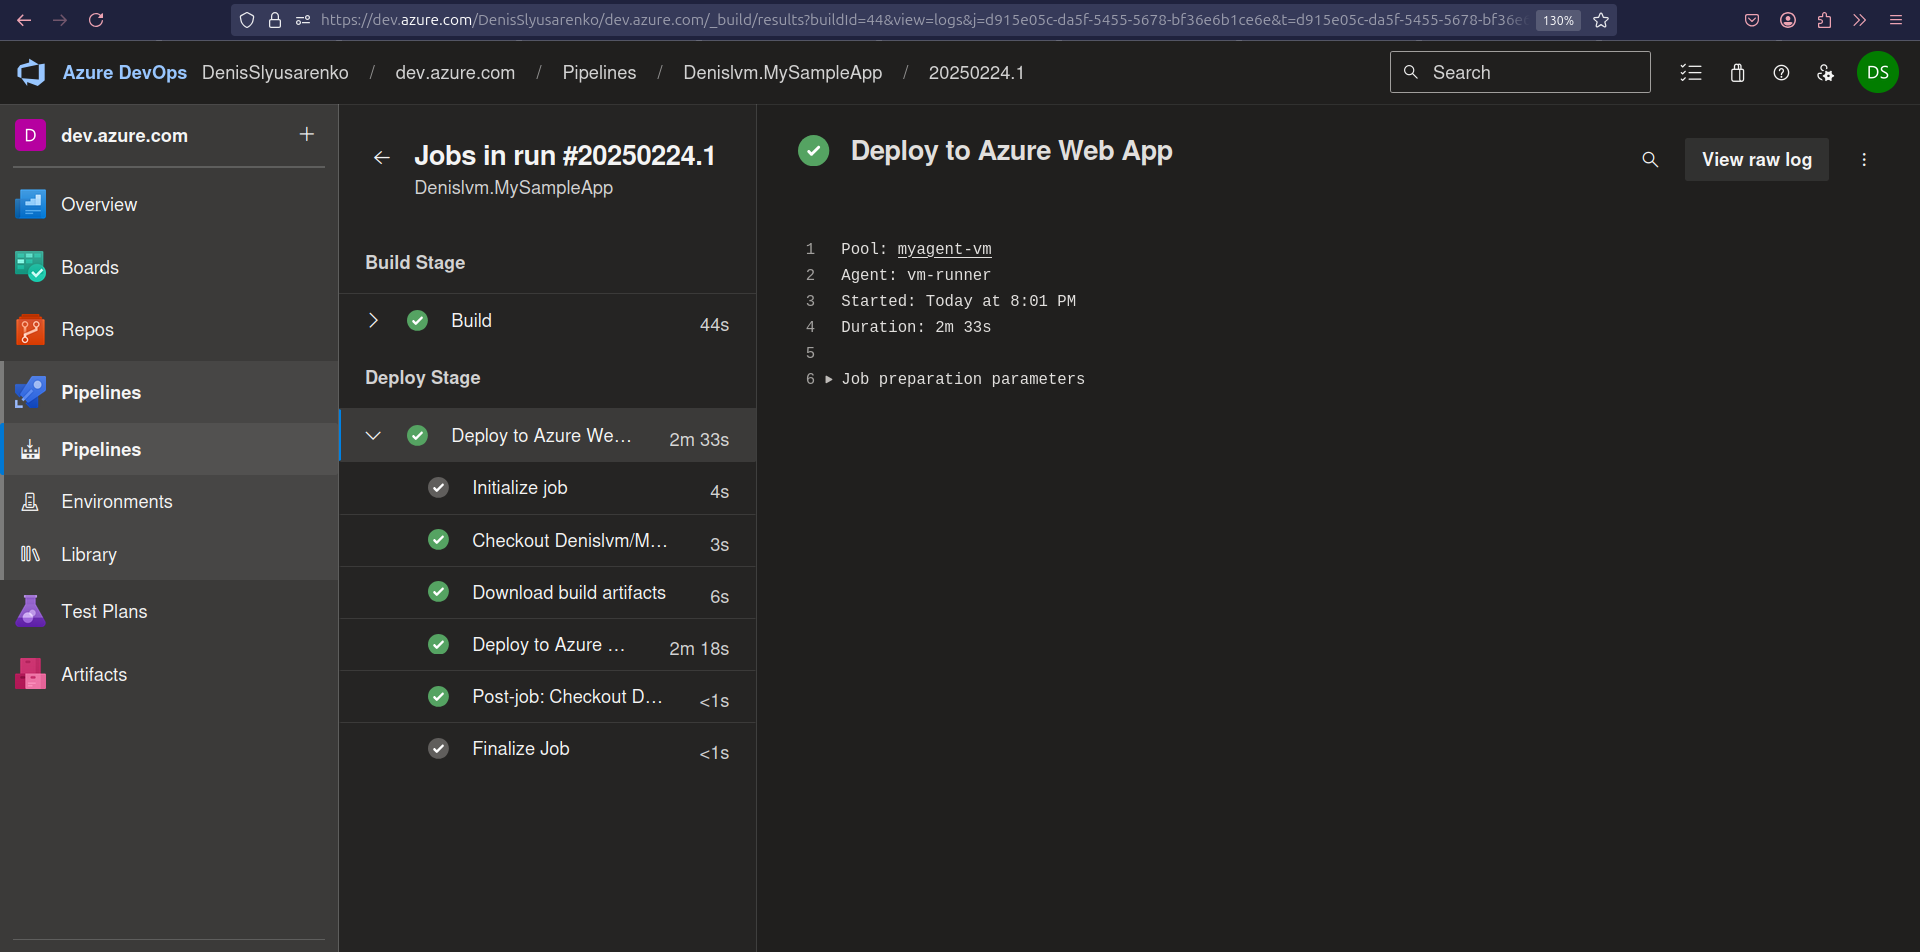 https://dev.azure.com/DenisSlyusarenko/dev.azure.com/_build/results?buildId=44&view=logs&j=d915e05c-da5f-5455-5678-bf36e6b1ce6e&t=d915e05c-da5f-5455-5678-bf36e
130%
Azure DevOps DenisSlyusarenko / dev.azure.com / Pipelines / Denislvm.MySampleApp / 20250224.1
Search
DS
D dev.azure.com +
Overview
Boards
Repos
Pipelines
Pipelines
Environments
Library
Test Plans
Artifacts
Jobs in run #20250224.1
Denislvm.MySampleApp
Build Stage
Build 44s
Deploy Stage
Deploy to Azure We... 2m 33s
Initialize job 4s
Checkout Denislvm/M... 3s
Download build artifacts 6s
Deploy to Azure ... 2m 18s
Post-job: Checkout D... <1s
Finalize Job <1s
Deploy to Azure Web App
View raw log
1 Pool: myagent-vm
2 Agent: vm-runner
3 Started: Today at 8:01 PM
4 Duration: 2m 33s
5
6 Job preparation parameters